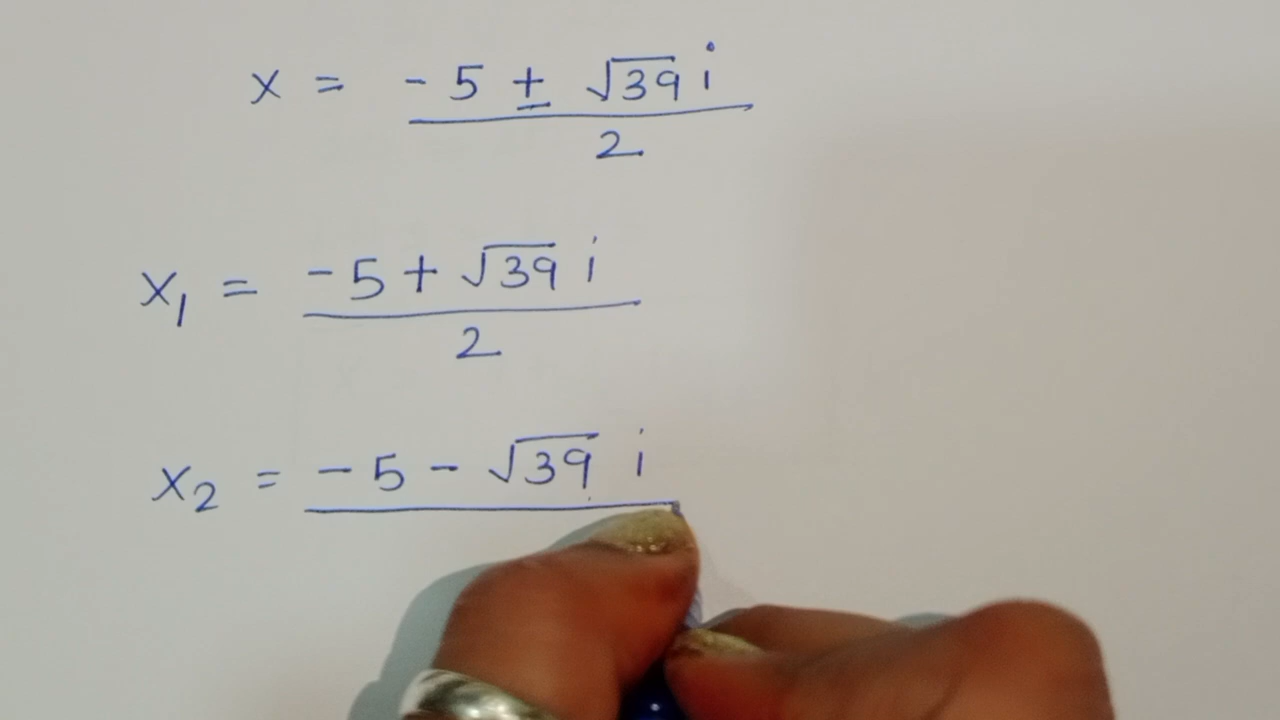 x = -5 ± √39 i
2
x₁ = -5 + √39 i
2
x₂ = -5 - √39 i